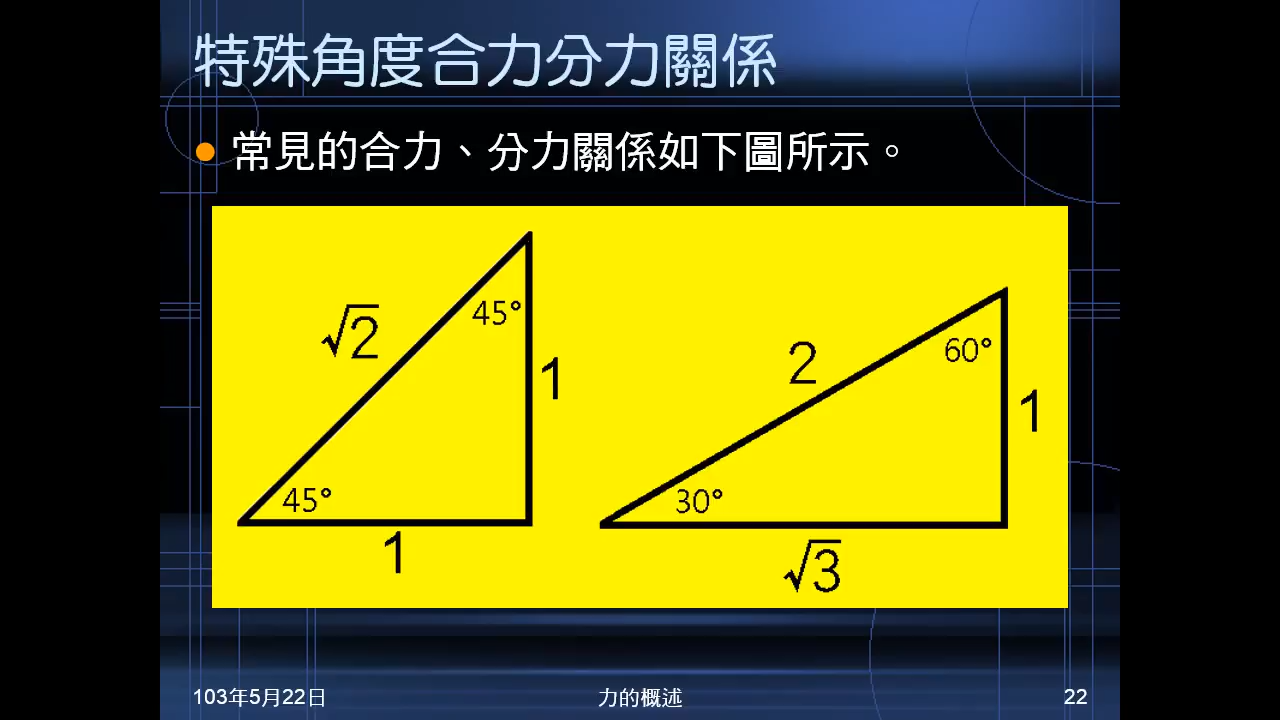 特殊角度合力分力關係
常見的合力、分力關係如下圖所示。
√2
45°
1
45°
1
2
60°
1
30°
√3
103年5月22日
力的概述
22